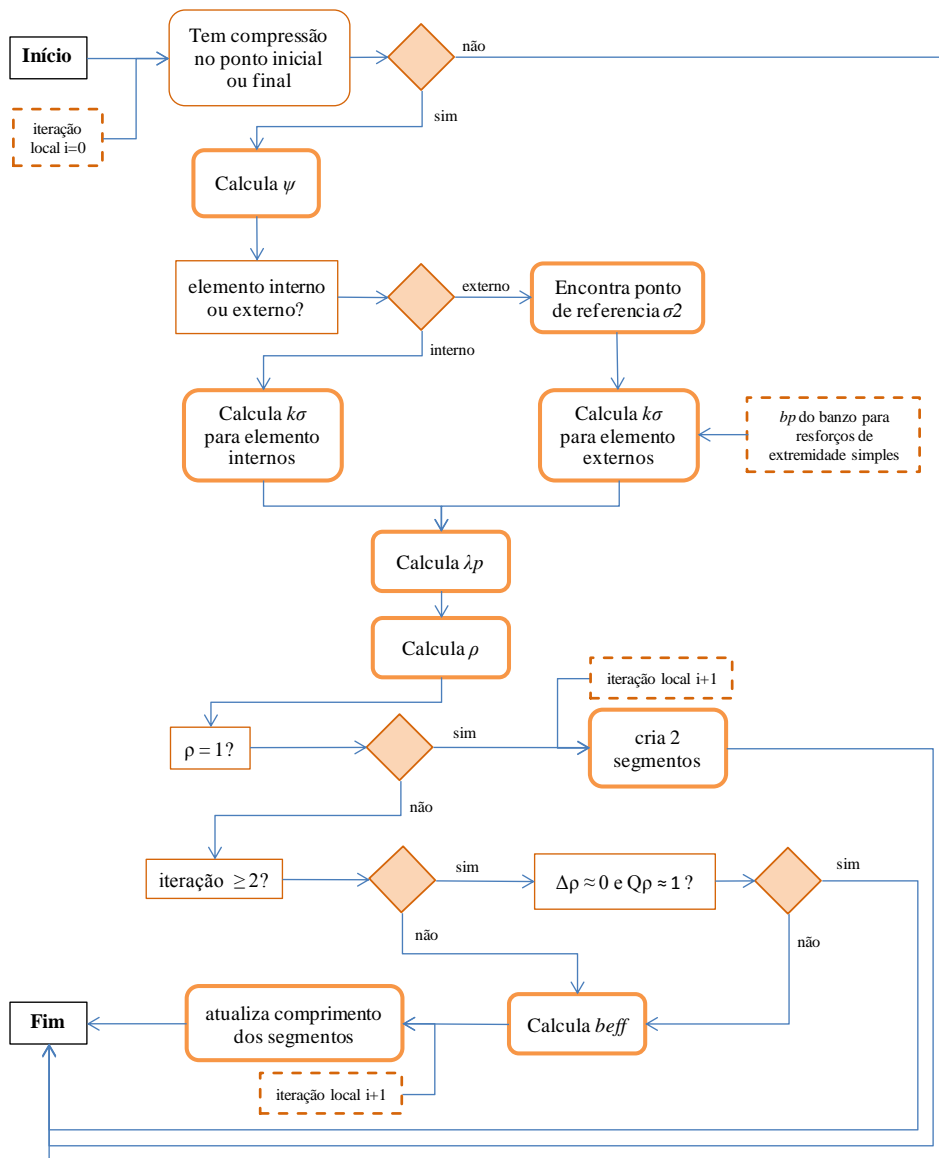 Início
Tem compressão
no ponto inicial
ou final
não
iteração
local i=0
sim
Calcula ψ
elemento interno
ou externo?
externo
Encontra ponto
de referencia σ2
interno
Calcula kσ
para elemento
internos
Calcula kσ
para elemento
externos
bp do banzo para
resforços de
extremidade simples
Calcula λp
Calcula ρ
iteração local i+1
ρ = 1?
sim
cria 2
segmentos
não
iteração ≥ 2?
sim
Δρ ≈ 0 e Qρ ≈ 1 ?
sim
não
não
Fim
atualiza comprimento
dos segmentos
Calcula beff
iteração local i+1